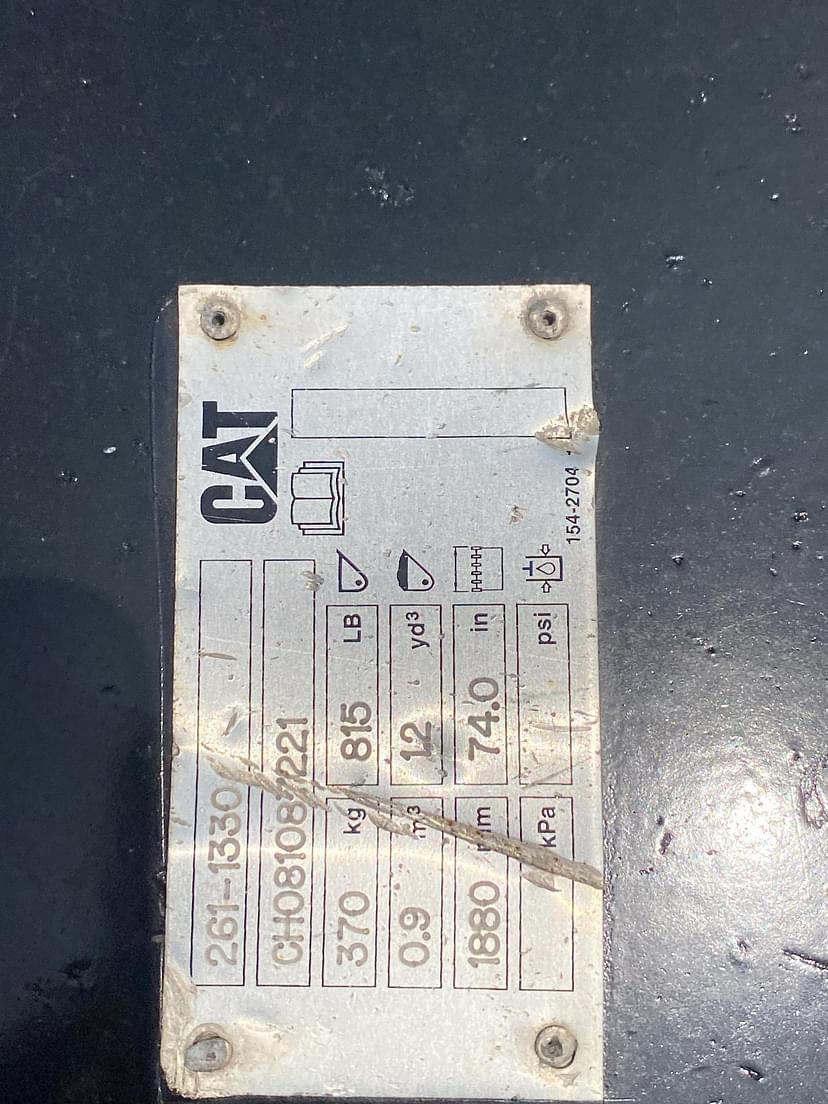 CAT
261-1330
370 kg 815 LB
0.9 m³ 1.2 yd³
1880 mm 74.0 in
kPa psi
154-2704